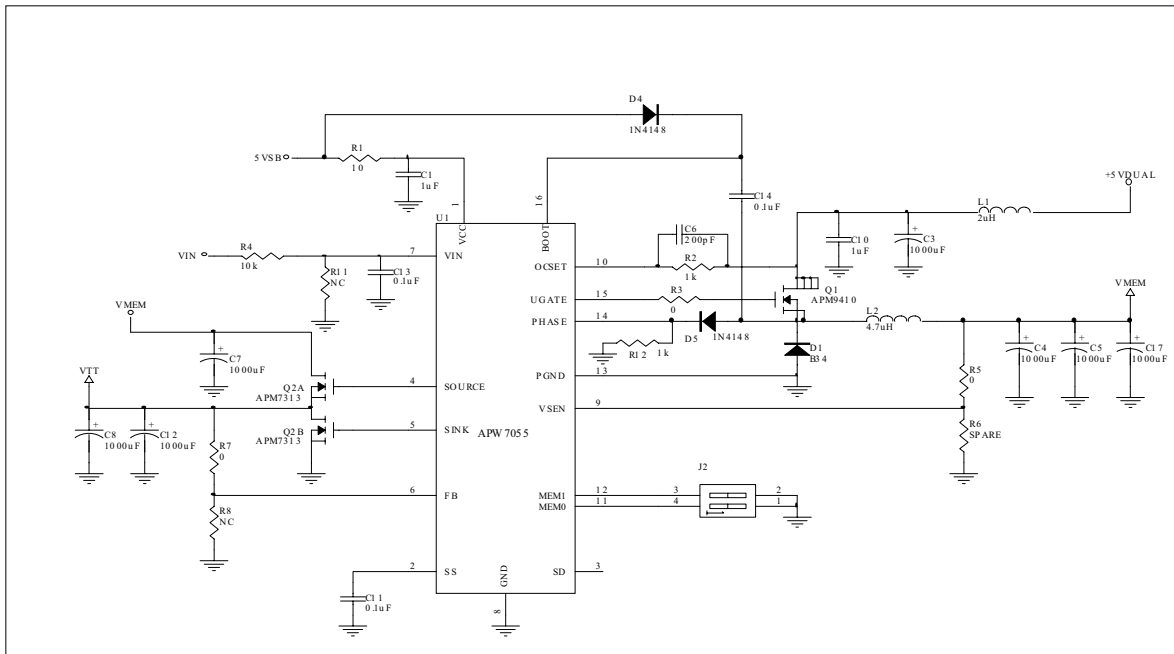 D4
1N4148
5VSB
R1
10
C1
1uF
16
C14
0.1uF
+5VDUAL
L1
2uH
1
U1
VCC
BOOT
C6
200pF
C10
1uF
C3
1000uF
VIN
R4
10k
7
VIN
R11
NC
C13
0.1uF
OCSET
10
R2
1k
Q1
APM9410
UGATE
15
R3
0
VMEM
PHASE
14
D5
1N4148
L2
4.7uH
VMEM
R12
1k
D1
B34
C7
1000uF
PGND
13
C4
1000uF
C5
1000uF
C17
1000uF
VTT
Q2A
APM7313
4
SOURCE
R5
0
VSEN
9
C8
1000uF
C12
1000uF
Q2B
APM7313
5
SINK
APW7055
R6
SPARE
R7
0
J2
6
FB
MEM1
12
3
2
MEM0
11
4
1
R8
NC
2
SS
GND
SD
3
C11
0.1uF
8